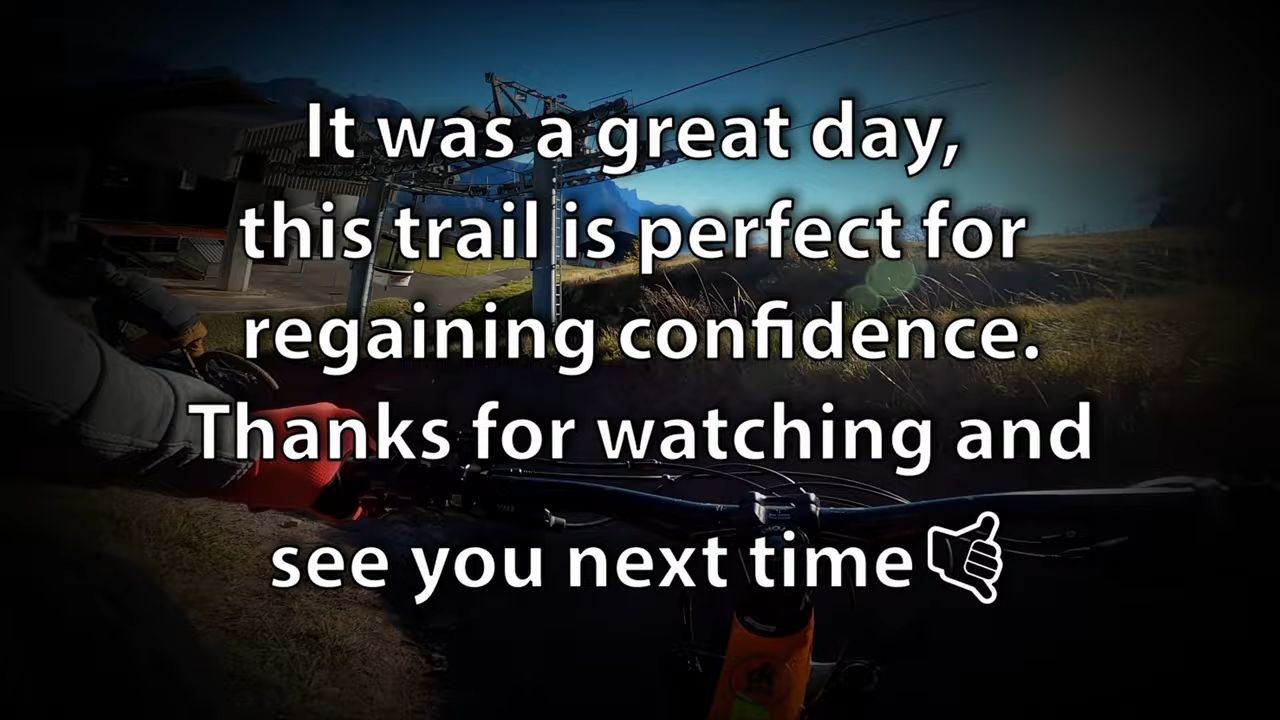 It was a great day,
this trail is perfect for
regaining confidence.
Thanks for watching and
see you next time